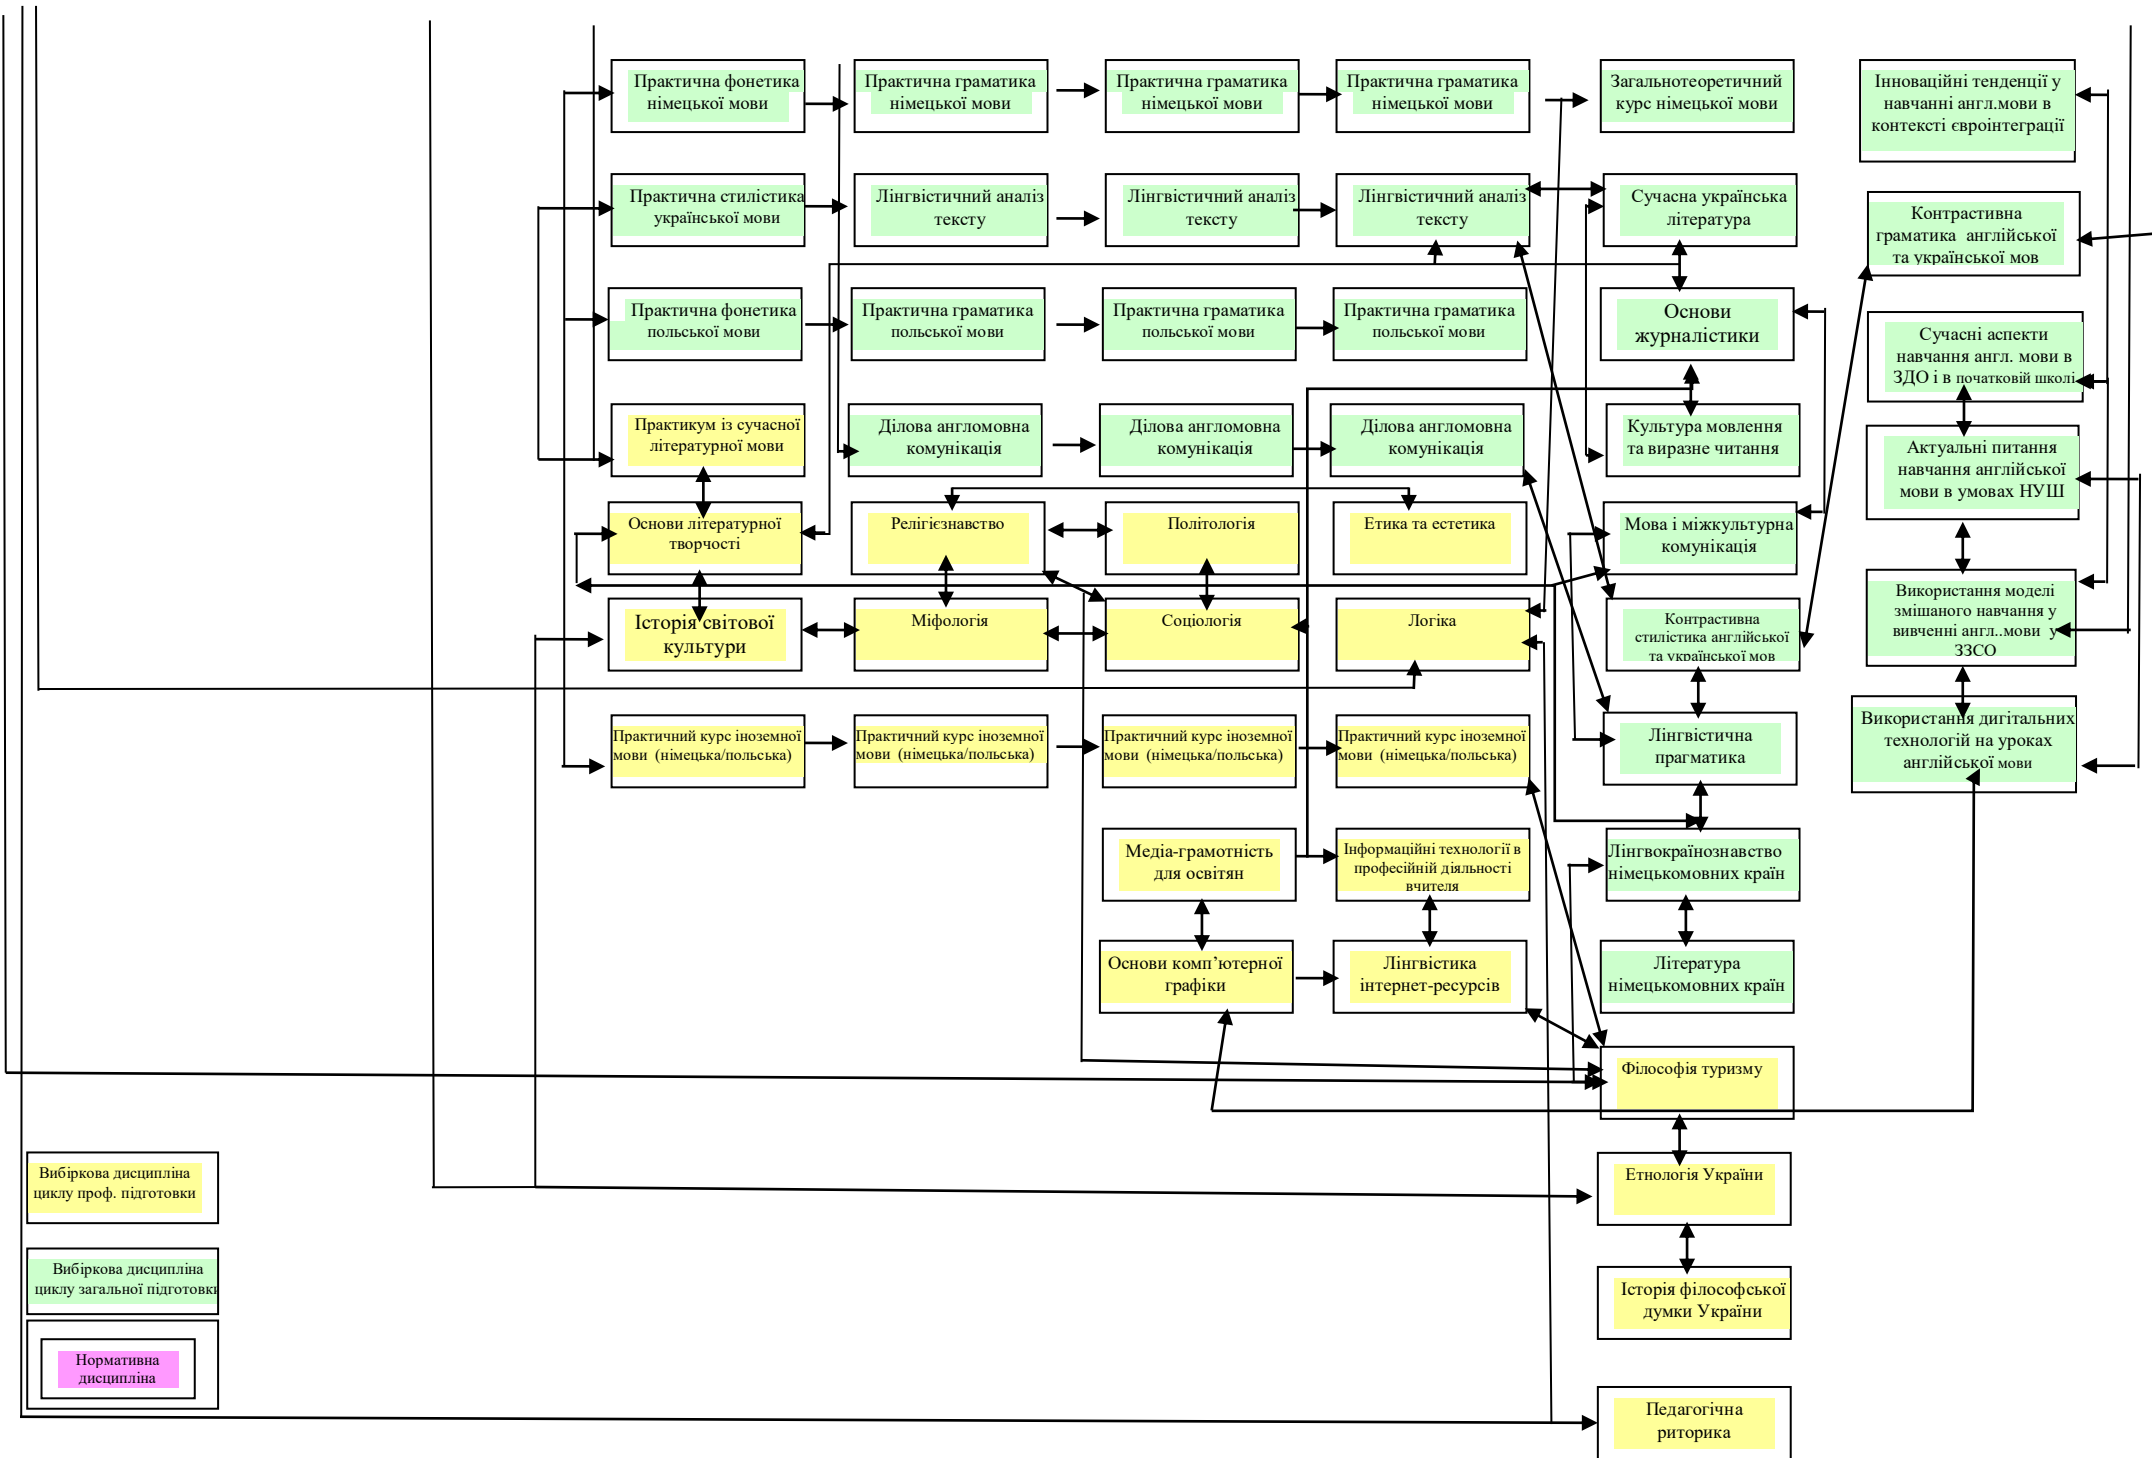 Практична фонетика
німецької мови
Практична граматика
німецької мови
Практична граматика
німецької мови
Практична граматика
німецької мови
Загальнотеоретичний
курс німецької мови
Інноваційні тенденції у
навчанні англ.мови в
контексті євроінтеграції
Практична стилістика
української мови
Лінгвістичний аналіз
тексту
Лінгвістичний аналіз
тексту
Лінгвістичний аналіз
тексту
Сучасна українська
література
Контрастивна
граматика англійської
та української мов
Практична фонетика
польської мови
Практична граматика
польської мови
Практична граматика
польської мови
Практична граматика
польської мови
Основи
журналістики
Сучасні аспекти
навчання англ. мови в
ЗДО і в початковій школі
Практикум із сучасної
літературної мови
Ділова англомовна
комунікація
Ділова англомовна
комунікація
Ділова англомовна
комунікація
Культура мовлення
та виразне читання
Актуальні питання
навчання англійської
мови в умовах НУШ
Основи літературної
творчості
Релігієзнавство
Політологія
Етика та естетика
Мова і міжкультурна
комунікація
Використання моделі
змішаного навчання у
вивченні англ..мови у
ЗЗСО
Історія світової
культури
Міфологія
Соціологія
Логіка
Контрастивна
стилістика англійської
та української мов
Практичний курс іноземної
мови (німецька/польська)
Практичний курс іноземної
мови (німецька/польська)
Практичний курс іноземної
мови (німецька/польська)
Практичний курс іноземної
мови (німецька/польська)
Лінгвістична
прагматика
Використання дигітальних
технологій на уроках
англійської мови
Медіа-грамотність
для освітян
Інформаційні технології в
професійній діяльності
вчителя
Лінгвокраїнознавство
німецькомовних країн
Основи комп’ютерної
графіки
Лінгвістика
інтернет-ресурсів
Література
німецькомовних країн
Філософія туризму
Вибіркова дисципліна
циклу проф. підготовки
Етнологія України
Вибіркова дисципліна
циклу загальної підготовки
Історія філософської
думки України
Нормативна
дисципліна
Педагогічна
риторика